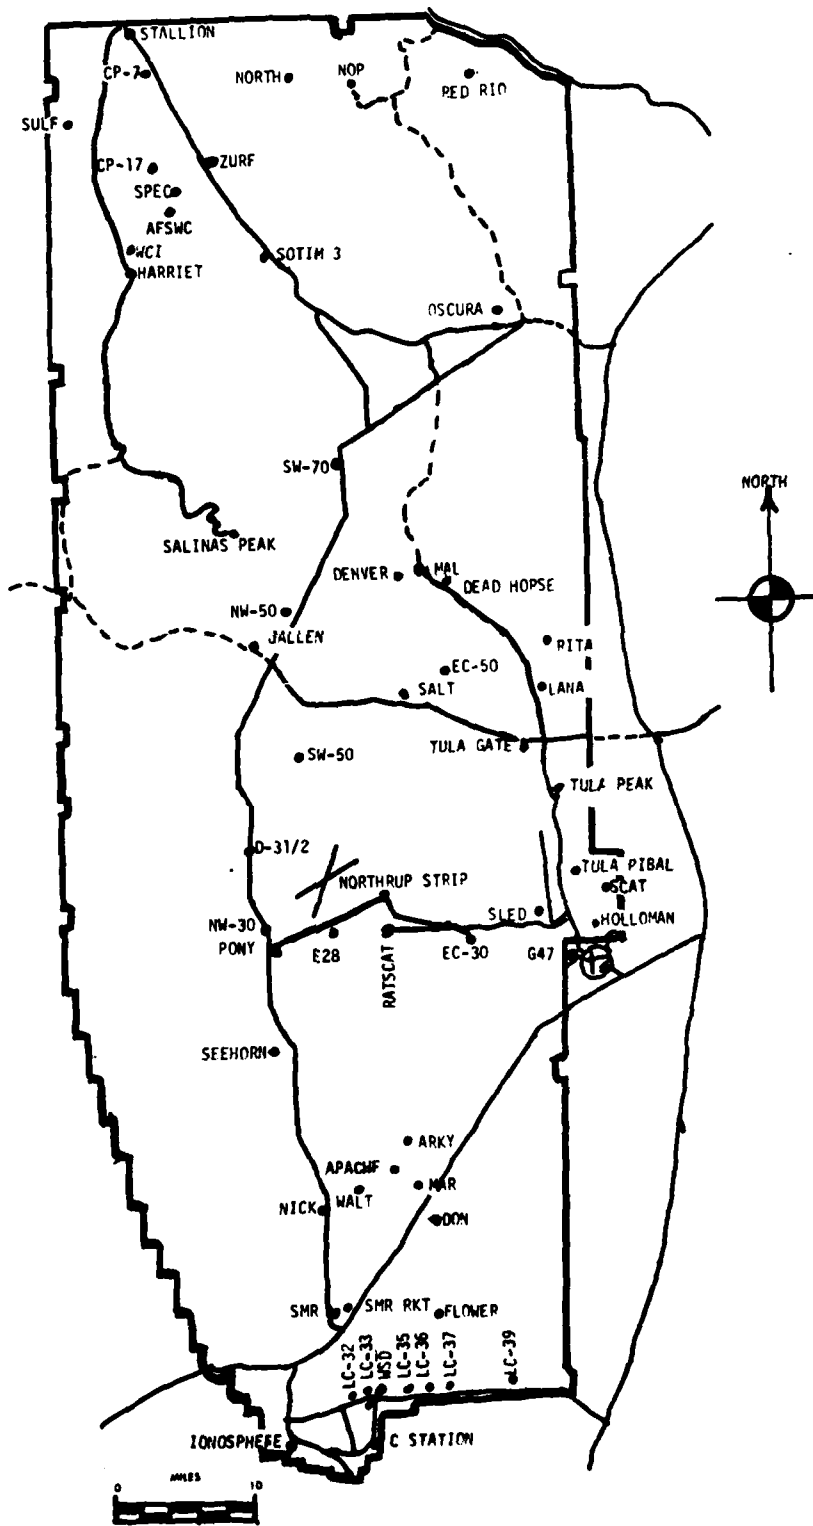 STALLION
CP-7
NORTH
NOP
RED RIO
SULF
CP-17
ZURF
SPEC
AFSWC
WCI
HARRIET
SOTIM 3
OSCURA
SW-70
NORTH
SALINAS PEAK
DENVER
MAL
DEAD HOPSE
NW-50
JALLEN
RITA
EC-50
SALT
LANA
TULA GATE
SW-50
TULA PEAK
D-31/2
TULA PIBAL
NORTHRUP STRIP
SCAT
SLED
HOLLOMAN
NW-30
PONY
E28
RATSCAT
EC-30
G47
SEEHORN
ARKY
APACWF
MAR
WALT
NICK
DON
SMR
SMR RKT
FLOWER
LC-32
LC-33
WSD
LC-35
LC-36
LC-37
LC-39
IONOSPHERE
C STATION
MILES
0 10